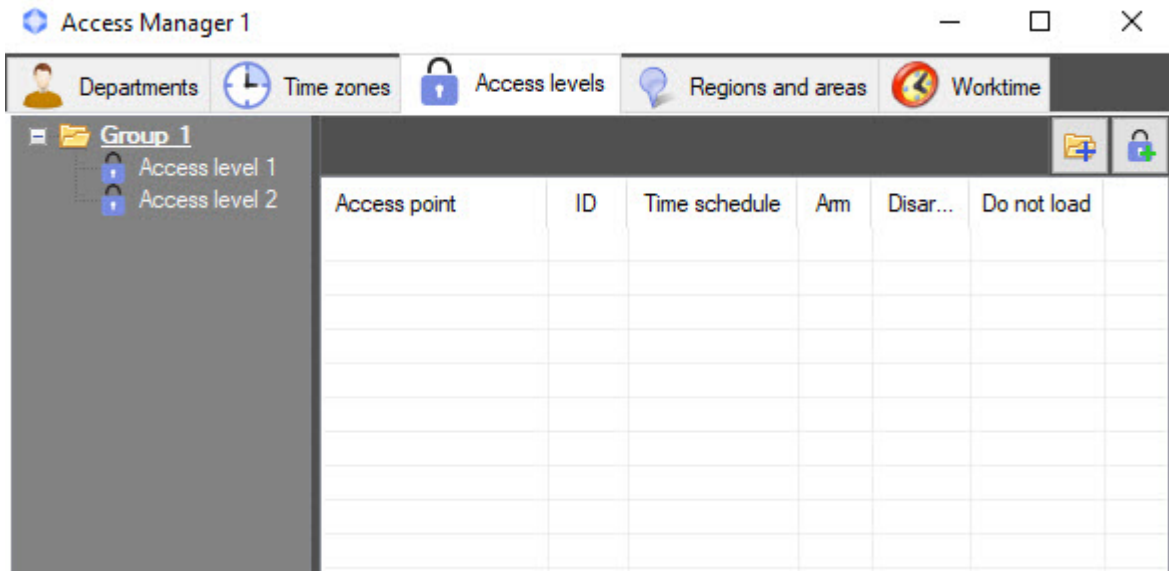 Access Manager 1
Departments Time zones Access levels Regions and areas Worktime
Group 1
Access level 1
Access level 2
Access point ID Time schedule Arm Disar... Do not load